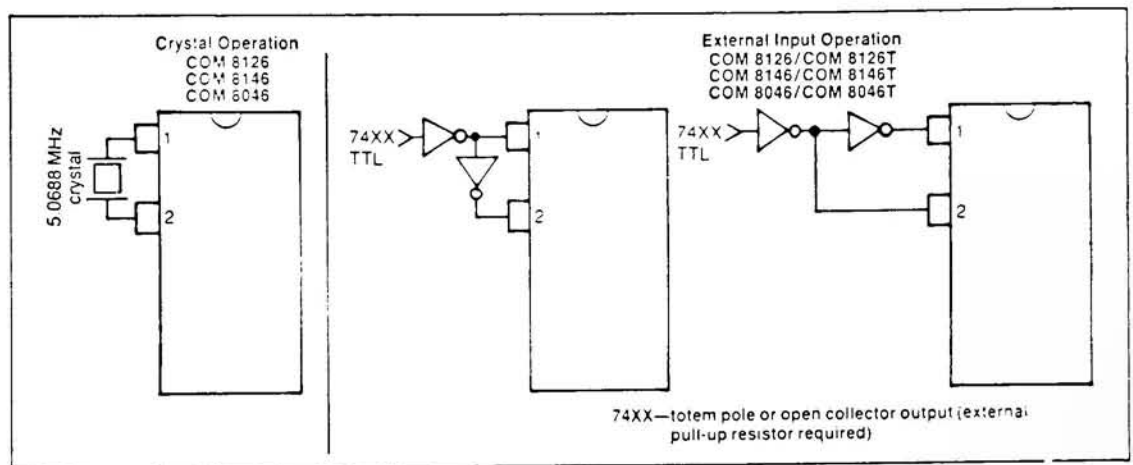 Crystal Operation
COM 8126
COM 8146
COM 8046
5.0688 MHz
crystal
1
2
External Input Operation
COM 8126/COM 8126T
COM 8146/COM 8146T
COM 8046/COM 8046T
74XX
TTL
1
2
74XX
TTL
1
2
74XX—totem pole or open collector output (external
pull-up resistor required)